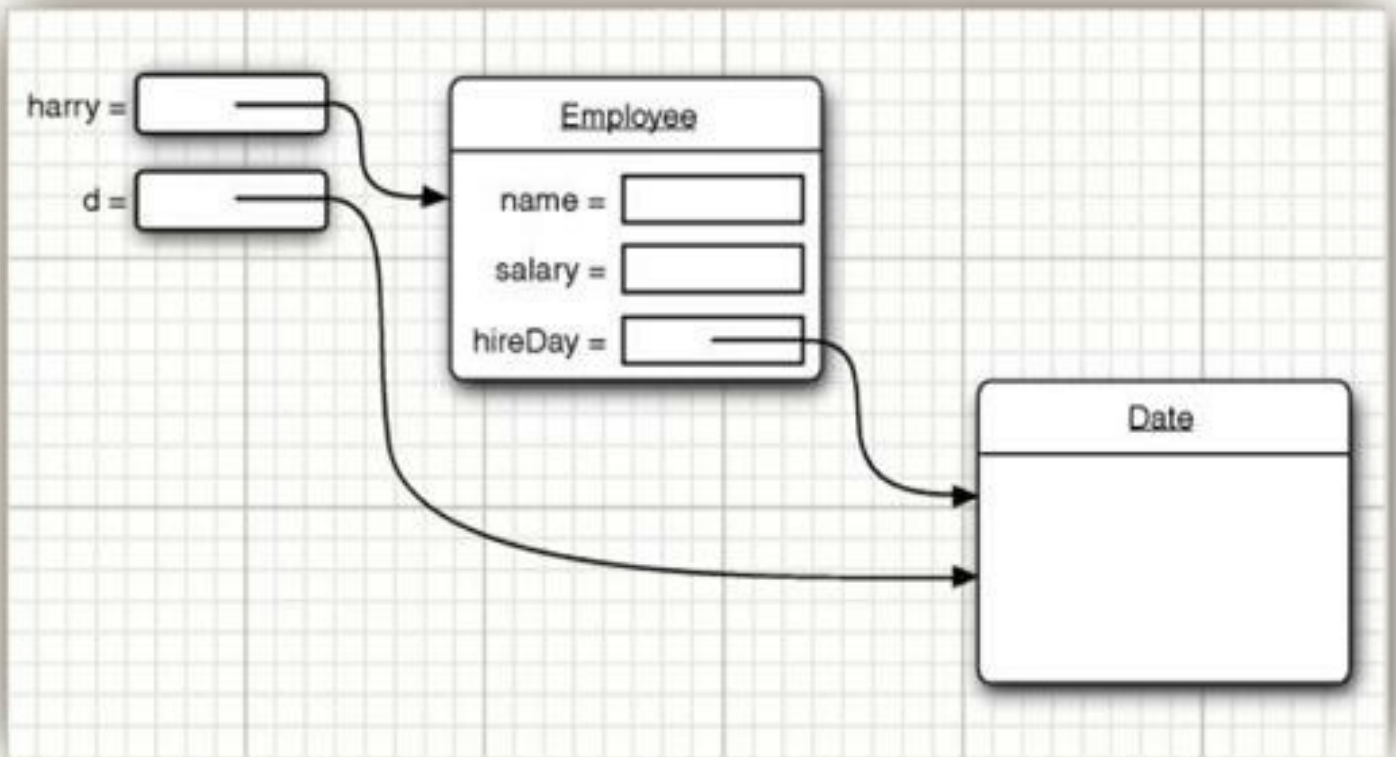 harry =
d =
Employee
name =
salary =
hireDay =
Date